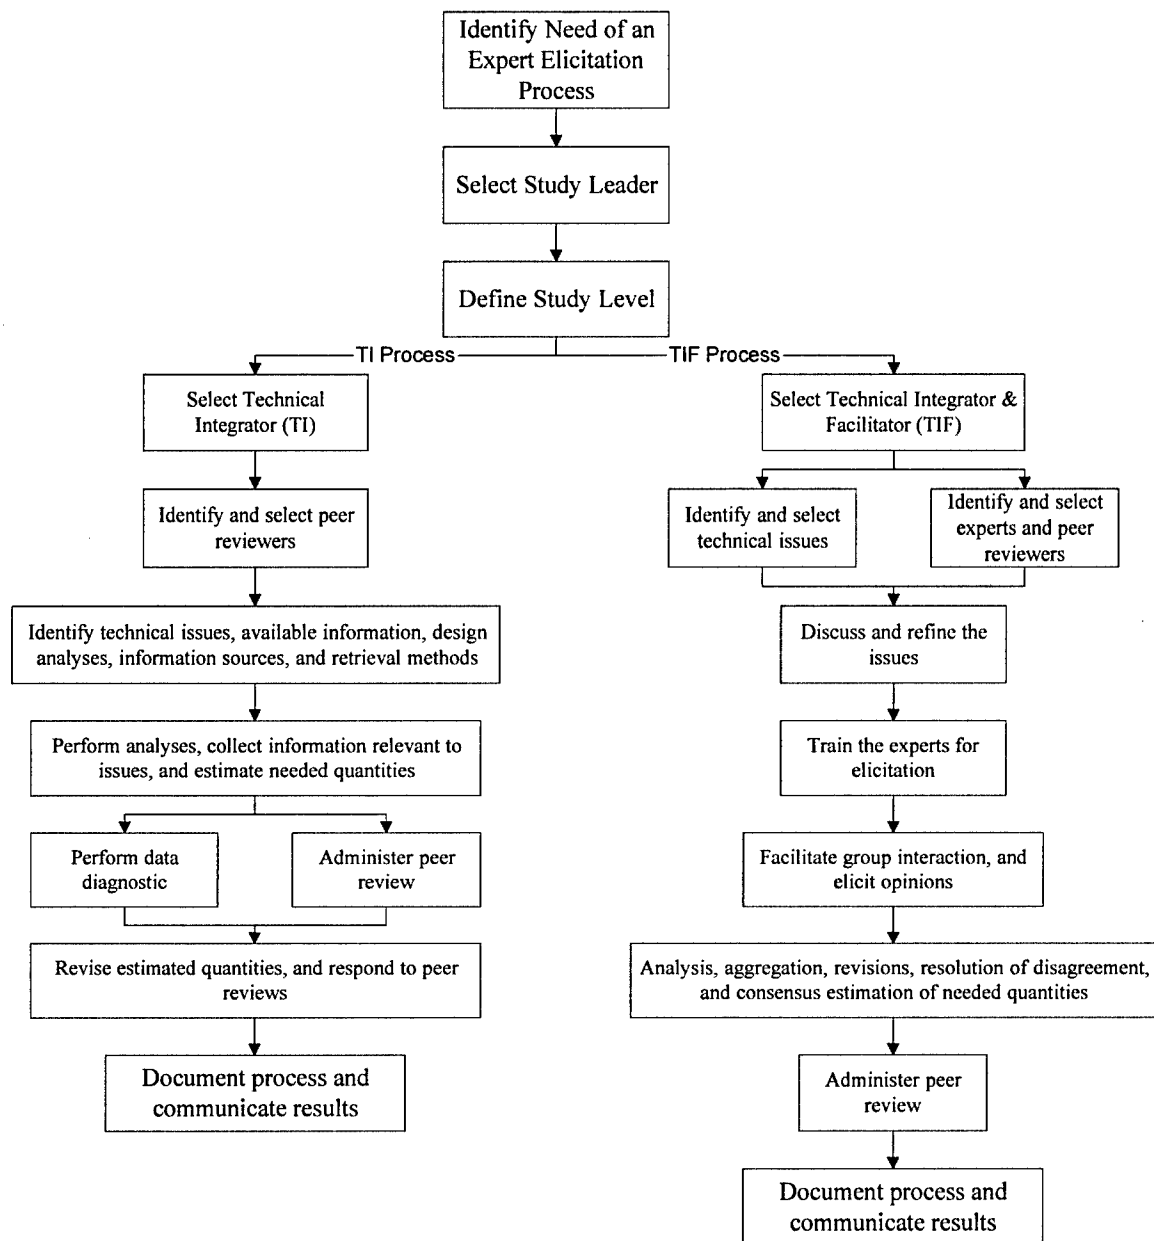 Identify Need of an
Expert Elicitation
Process
Select Study Leader
Define Study Level
TI Process
TIF Process
Select Technical
Integrator (TI)
Select Technical Integrator &
Facilitator (TIF)
Identify and select peer
reviewers
Identify and select
technical issues
Identify and select
experts and peer
reviewers
Identify technical issues, available information, design
analyses, information sources, and retrieval methods
Discuss and refine the
issues
Perform analyses, collect information relevant to
issues, and estimate needed quantities
Train the experts for
elicitation
Perform data
diagnostic
Administer peer
review
Facilitate group interaction, and
elicit opinions
Revise estimated quantities, and respond to peer
reviews
Analysis, aggregation, revisions, resolution of disagreement,
and consensus estimation of needed quantities
Document process and
communicate results
Administer peer
review
Document process and
communicate results